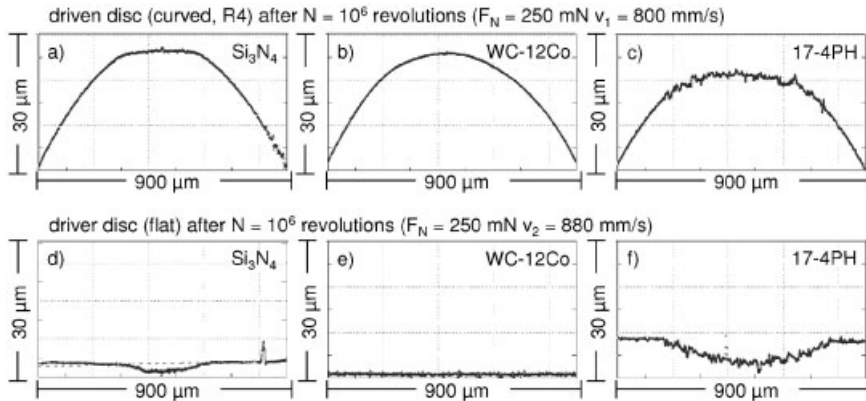 driven disc (curved, R4) after N = 10⁶ revolutions (F_N = 250 mN v₁ = 800 mm/s)
a) Si₃N₄ b) WC-12Co c) 17-4PH
30 µm 30 µm 30 µm
900 µm 900 µm 900 µm
driver disc (flat) after N = 10⁶ revolutions (F_N = 250 mN v₂ = 880 mm/s)
d) Si₃N₄ e) WC-12Co f) 17-4PH
30 µm 30 µm 30 µm
900 µm 900 µm 900 µm